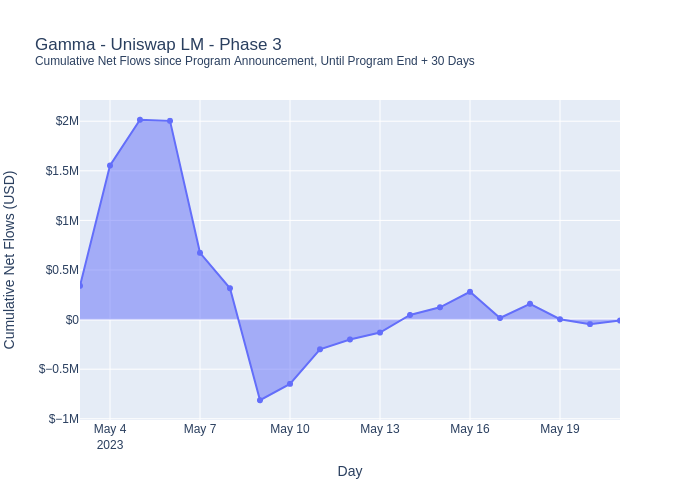 Gamma - Uniswap LM - Phase 3
Cumulative Net Flows since Program Announcement, Until Program End + 30 Days
Cumulative Net Flows (USD)
$2M
$1.5M
$1M
$0.5M
$0
$−0.5M
$−1M
May 4
2023
May 7
May 10
May 13
May 16
May 19
Day